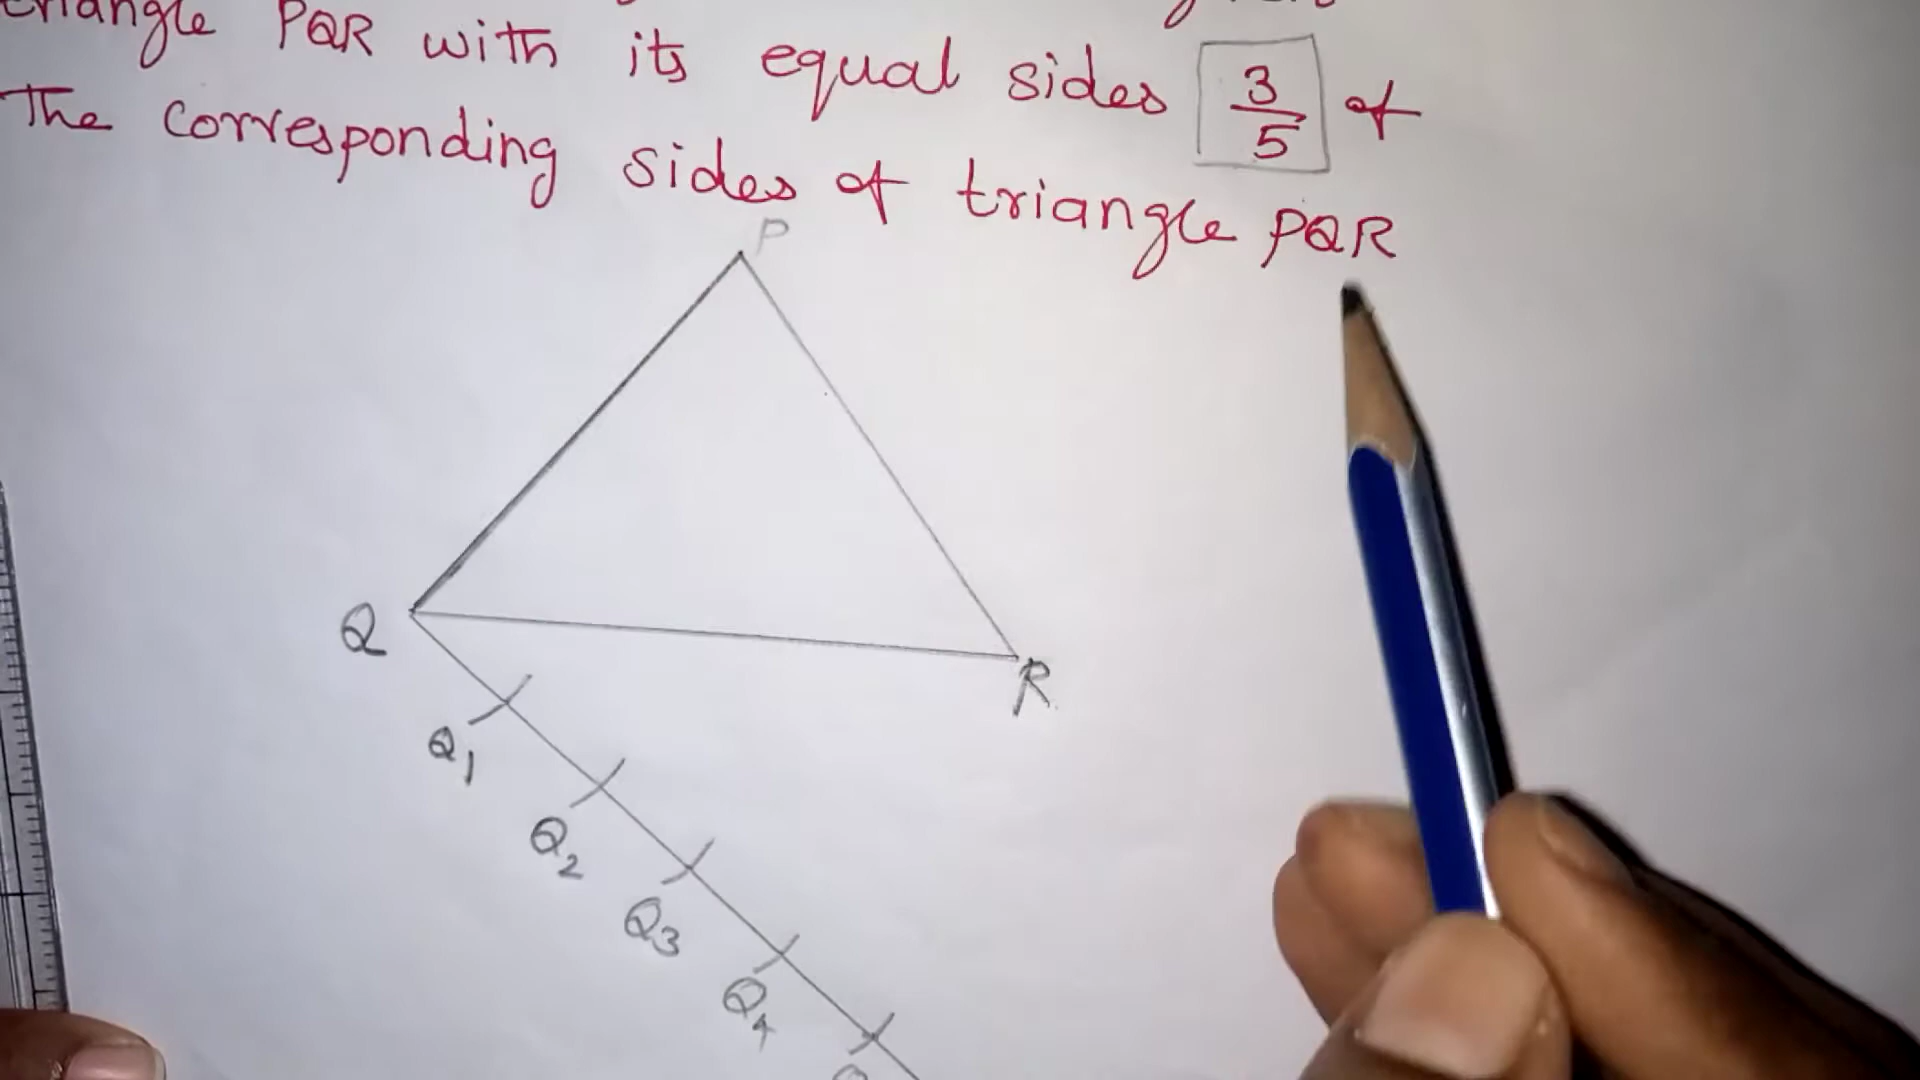 triangle PQR with its equal sides 3/5 of
The corresponding sides of triangle PQR
P
Q
R
Q1
Q2
Q3
Q4